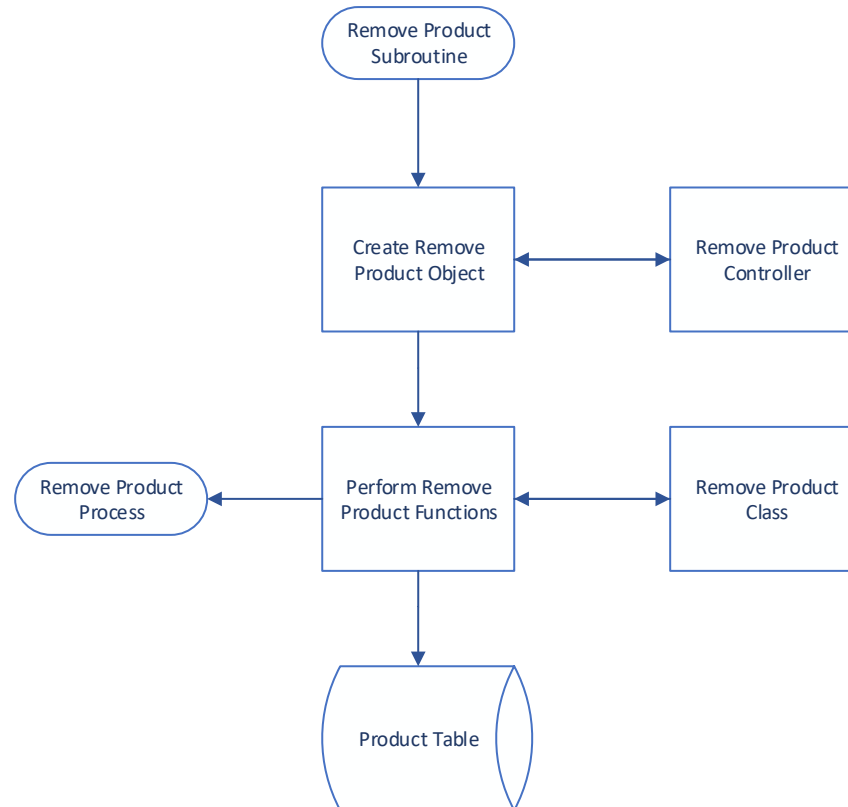 Remove Product
Subroutine
Create Remove
Product Object
Remove Product
Controller
Remove Product
Process
Perform Remove
Product Functions
Remove Product
Class
Product Table